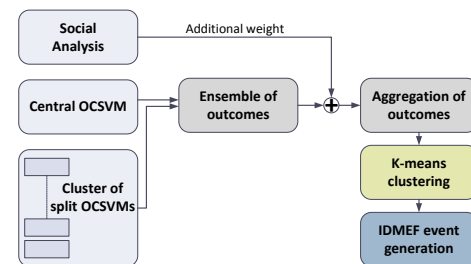 Social
Analysis
Additional weight
Central OCSVM
Ensemble of
outcomes
Aggregation of
outcomes
Cluster of
split OCSVMs
K-means
clustering
IDMEF event
generation